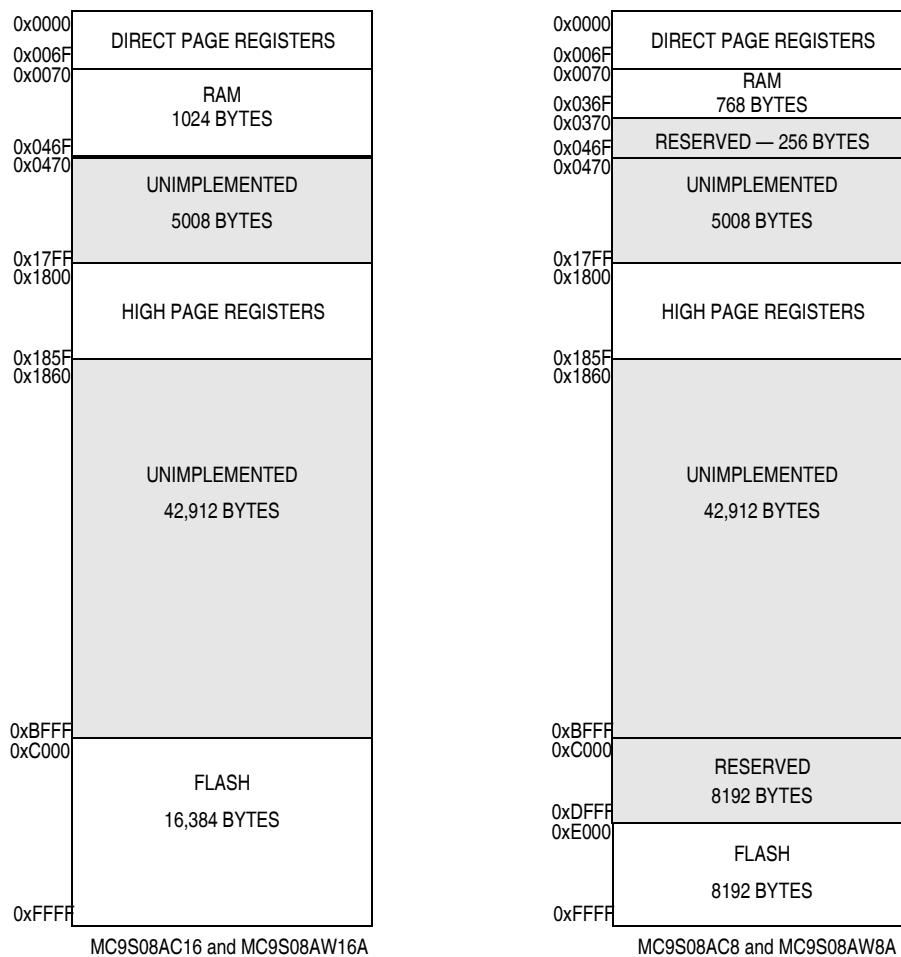 0x0000
DIRECT PAGE REGISTERS
0x006F
0x0070
RAM
1024 BYTES
0x046F
0x0470
UNIMPLEMENTED
5008 BYTES
0x17FF
0x1800
HIGH PAGE REGISTERS
0x185F
0x1860
UNIMPLEMENTED
42,912 BYTES
0xBFFF
0xC000
FLASH
16,384 BYTES
0xFFFF
MC9S08AC16 and MC9S08AW16A
0x0000
DIRECT PAGE REGISTERS
0x006F
0x0070
RAM
768 BYTES
0x036F
0x0370
RESERVED — 256 BYTES
0x046F
0x0470
UNIMPLEMENTED
5008 BYTES
0x17FF
0x1800
HIGH PAGE REGISTERS
0x185F
0x1860
UNIMPLEMENTED
42,912 BYTES
0xBFFF
0xC000
RESERVED
8192 BYTES
0xDFFF
0xE000
FLASH
8192 BYTES
0xFFFF
MC9S08AC8 and MC9S08AW8A